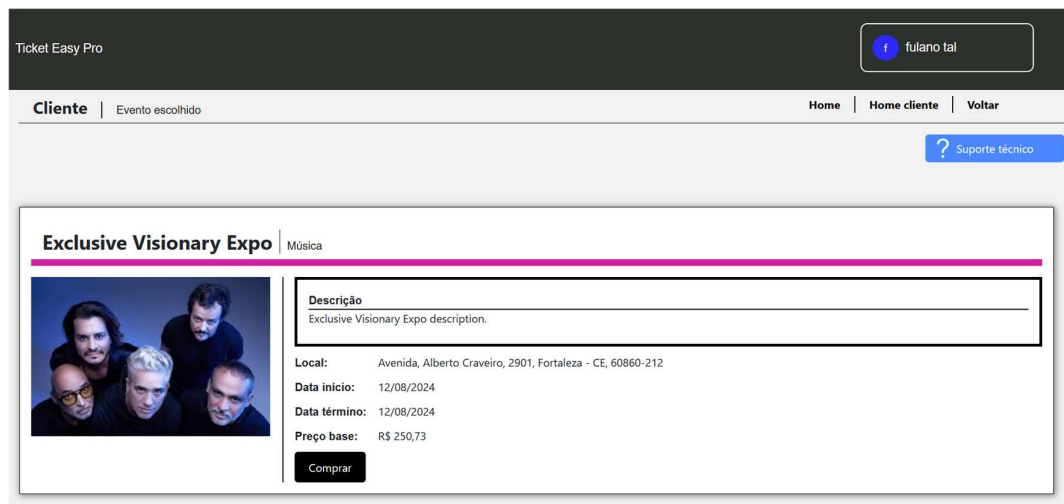 Ticket Easy Pro
f fulano tal
Cliente | Evento escolhido
Home | Home cliente | Voltar
? Suporte técnico
Exclusive Visionary Expo | Música
Descrição
Exclusive Visionary Expo description.
Local: Avenida, Alberto Craveiro, 2901, Fortaleza - CE, 60860-212
Data início: 12/08/2024
Data término: 12/08/2024
Preço base: R$ 250,73
Comprar